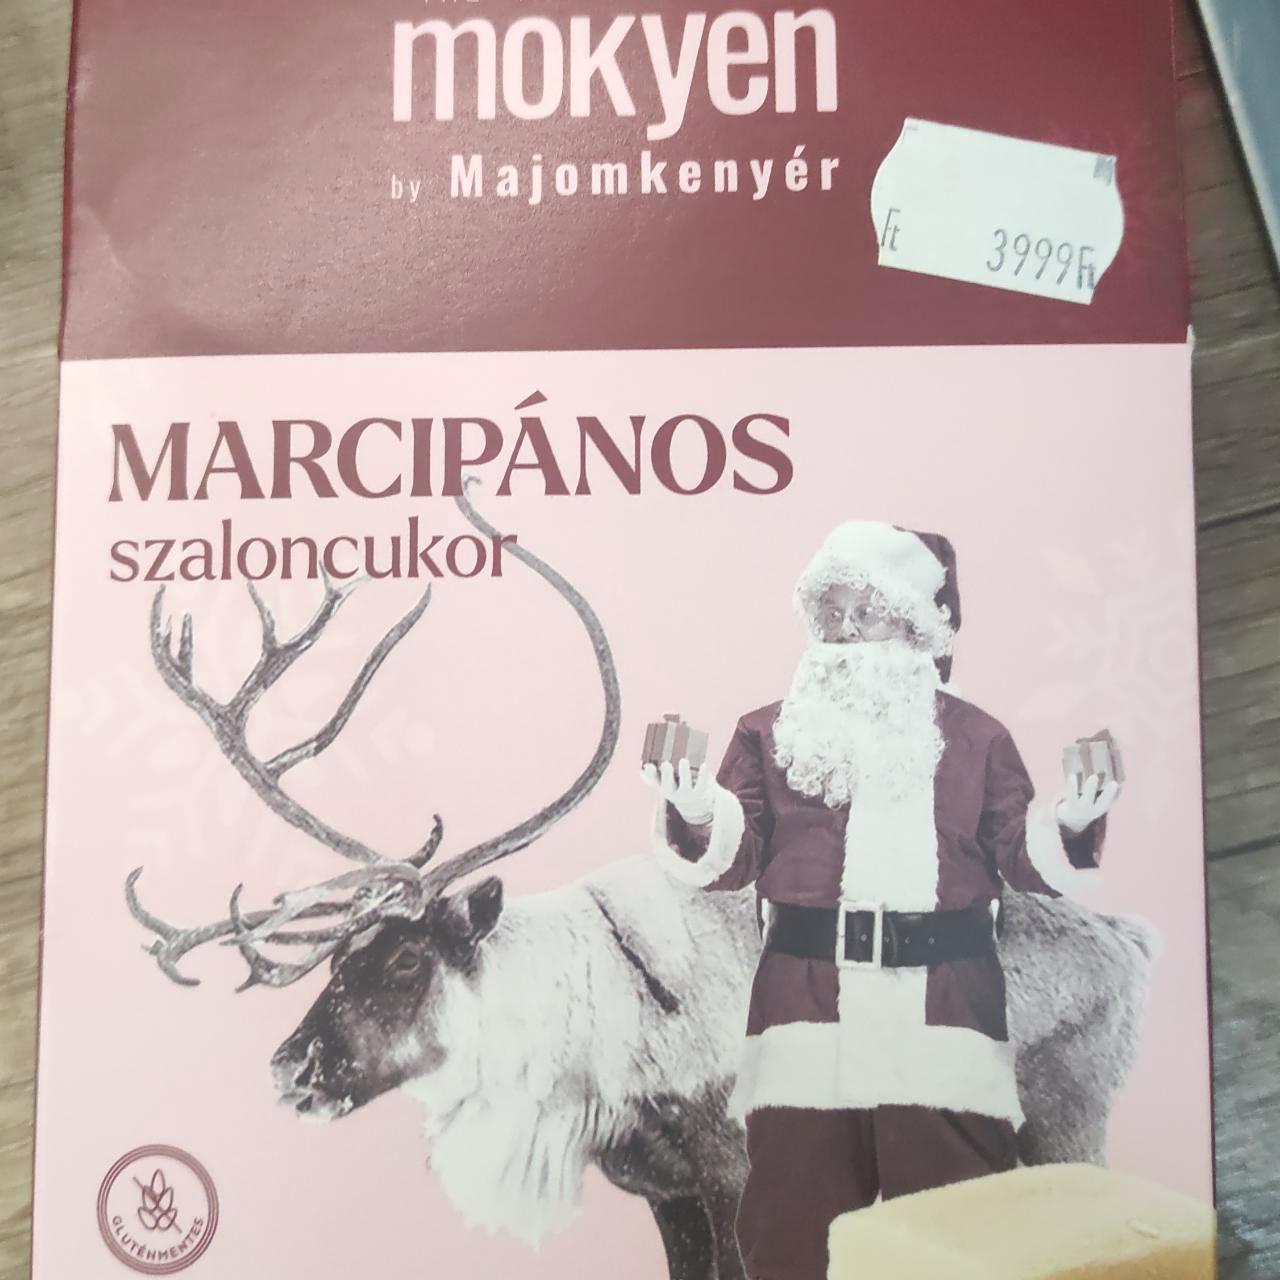 mokyen
by Majomkenyér
Ft 3999Ft
MARCIPÁNOS
szaloncukor
GLUTÉNMENTES